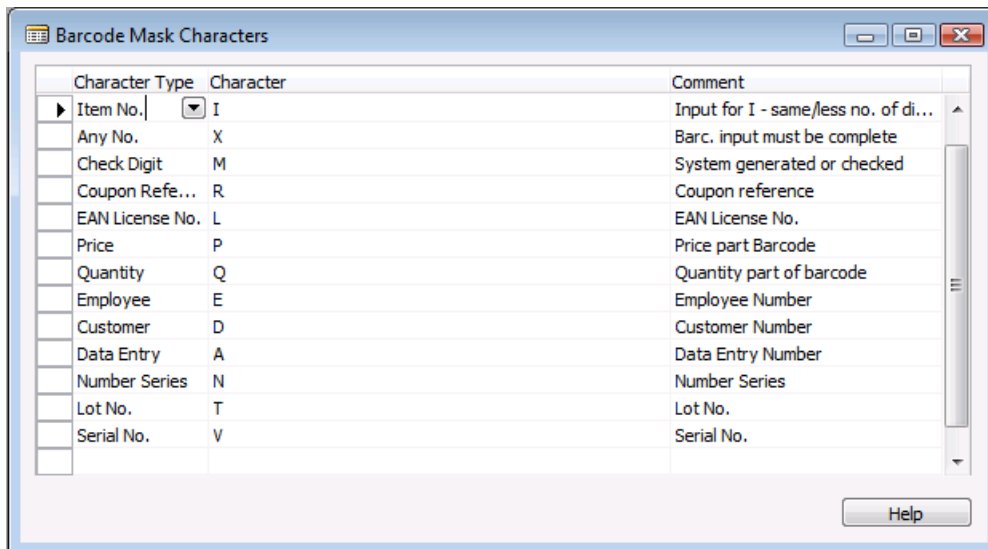 Barcode Mask Characters
Character Type Character Comment
Item No. I Input for I - same/less no. of di...
Any No. X Barc. input must be complete
Check Digit M System generated or checked
Coupon Refe... R Coupon reference
EAN License No. L EAN License No.
Price P Price part Barcode
Quantity Q Quantity part of barcode
Employee E Employee Number
Customer D Customer Number
Data Entry A Data Entry Number
Number Series N Number Series
Lot No. T Lot No.
Serial No. V Serial No.
Help